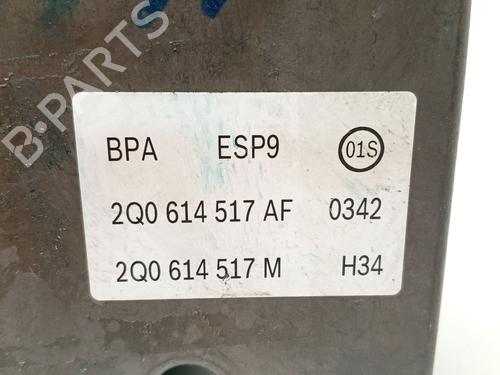 BPA ESP9 01S
2Q0 614 517 AF 0342
2Q0 614 517 M H34
B-PARTS